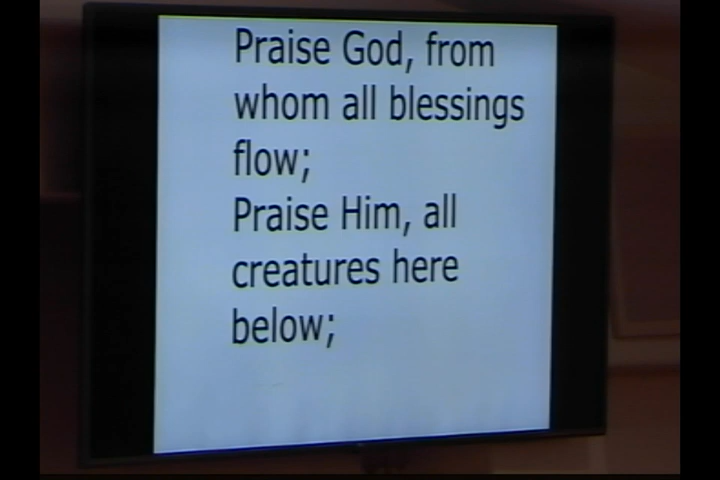 Praise God, from
whom all blessings
flow;
Praise Him, all
creatures here
below;